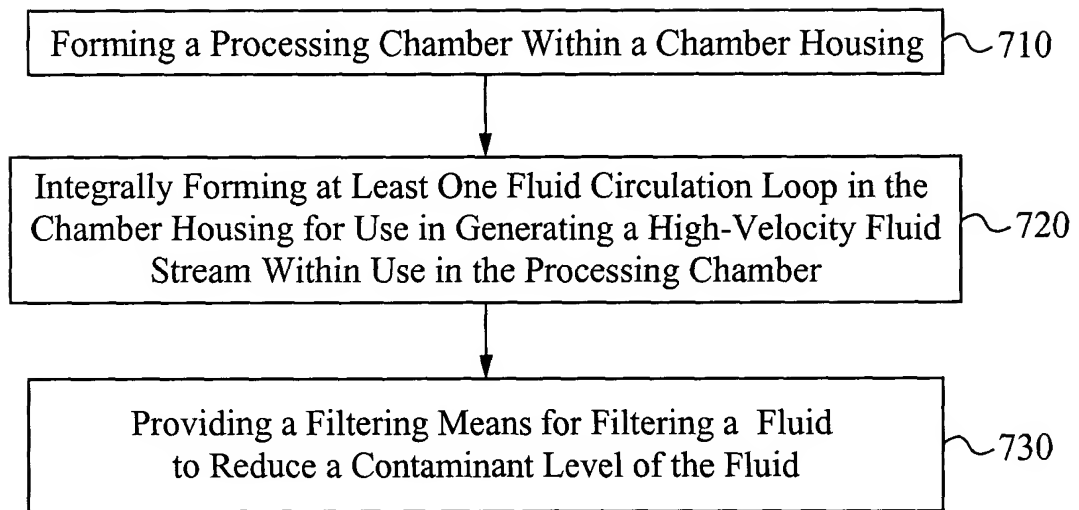 Forming a Processing Chamber Within a Chamber Housing
710
Integrally Forming at Least One Fluid Circulation Loop in the
Chamber Housing for Use in Generating a High-Velocity Fluid
Stream Within Use in the Processing Chamber
720
Providing a Filtering Means for Filtering a Fluid
to Reduce a Contaminant Level of the Fluid
730